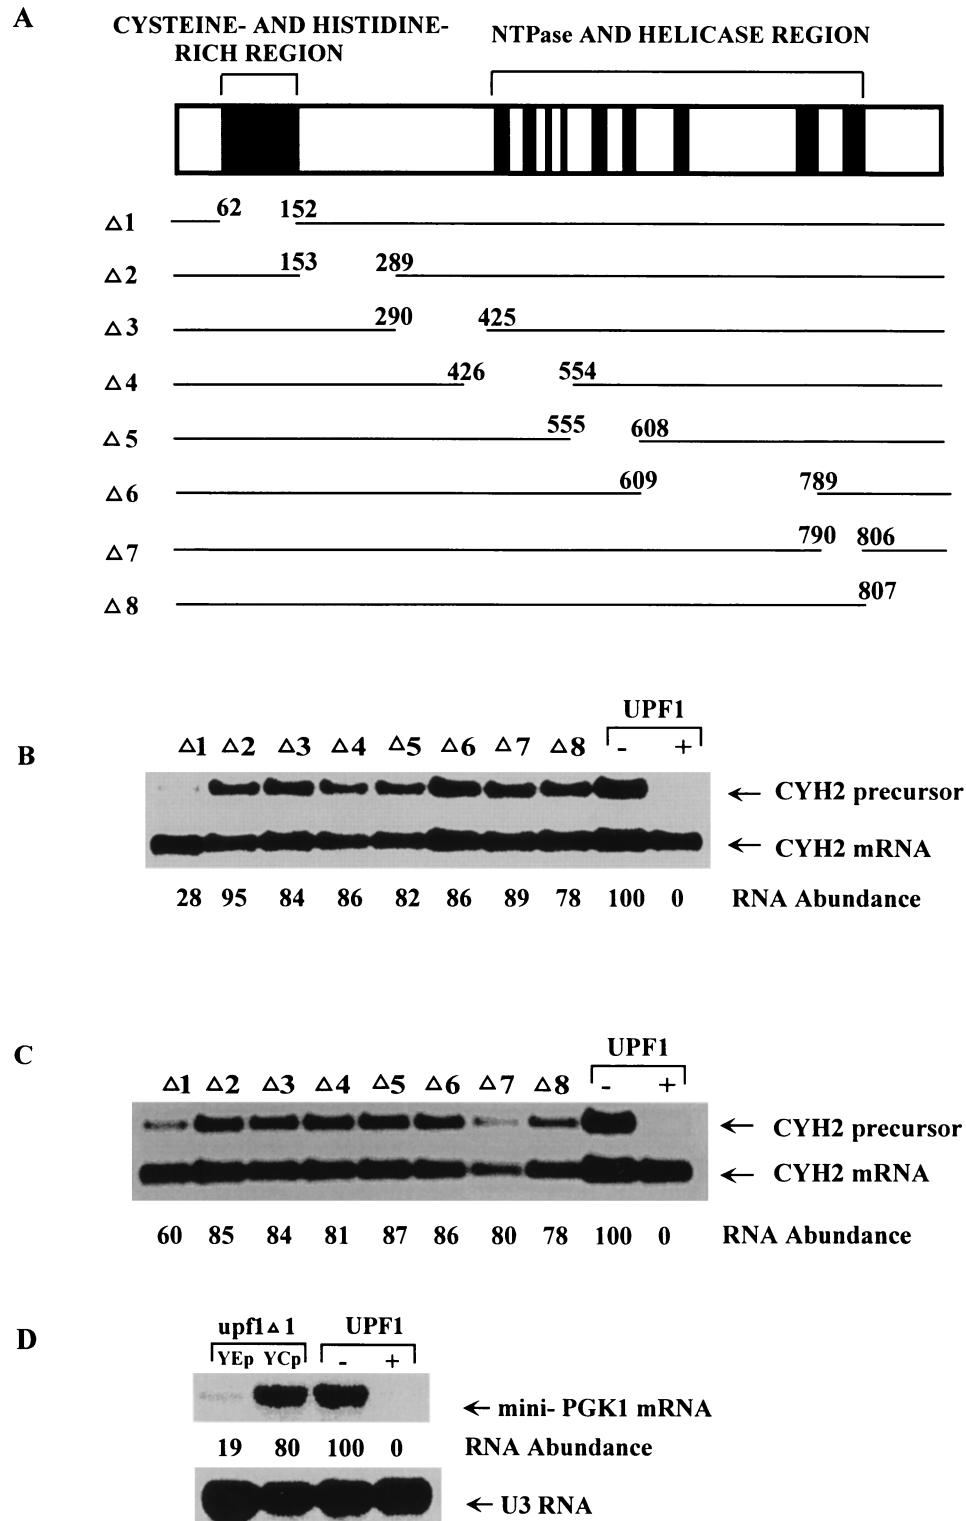 A
CYSTEINE- AND HISTIDINE-
RICH REGION
NTPase AND HELICASE REGION
△1 62 152
△2 153 289
△3 290 425
△4 426 554
△5 555 608
△6 609 789
△7 790 806
△8 807
B
UPF1
△1 △2 △3 △4 △5 △6 △7 △8 - +
← CYH2 precursor
← CYH2 mRNA
28 95 84 86 82 86 89 78 100 0 RNA Abundance
C
UPF1
△1 △2 △3 △4 △5 △6 △7 △8 - +
← CYH2 precursor
← CYH2 mRNA
60 85 84 81 87 86 80 78 100 0 RNA Abundance
D
upf1△1 UPF1
YEp YCp - +
← mini- PGK1 mRNA
19 80 100 0 RNA Abundance
← U3 RNA